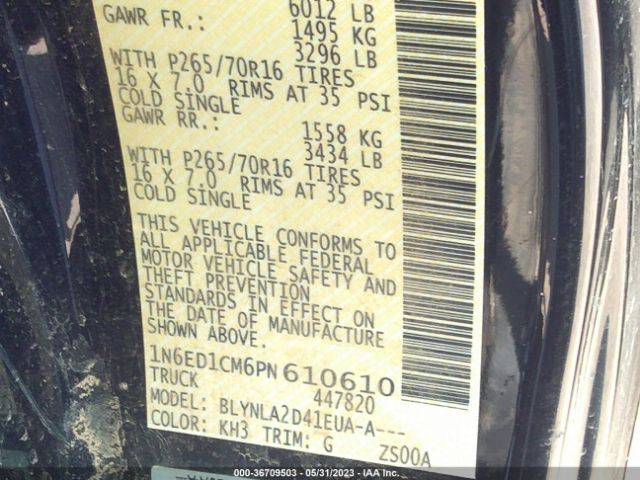 6012 LB
GAWR FR.: 1495 KG
3296 LB
WITH P265/70R16 TIRES
16 X 7.0 RIMS AT 35 PSI
COLD SINGLE
GAWR RR.: 1558 KG
3434 LB
WITH P265/70R16 TIRES
16 X 7.0 RIMS AT 35 PSI
COLD SINGLE
THIS VEHICLE CONFORMS TO
ALL APPLICABLE FEDERAL
MOTOR VEHICLE SAFETY AND
THEFT PREVENTION
STANDARDS IN EFFECT ON
THE DATE OF MANUFACTURE
SHOWN ABOVE.
1N6ED1CM6PN610610
TRUCK 447820
MODEL: BLYNLA2D41EUA-A---
COLOR: KH3 TRIM: G ZS00A
000-36709503 - 05/31/2023 - IAA Inc.